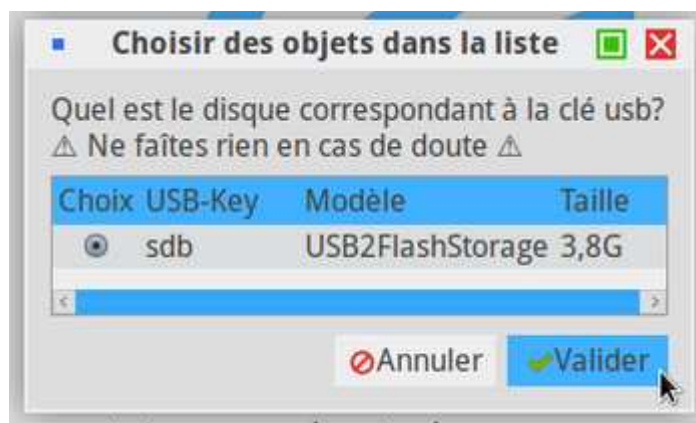 Choisir des objets dans la liste
Quel est le disque correspondant à la clé usb?
⚠ Ne faîtes rien en cas de doute ⚠
Choix USB-Key Modèle Taille
sdb USB2FlashStorage 3,8G
Annuler Valider